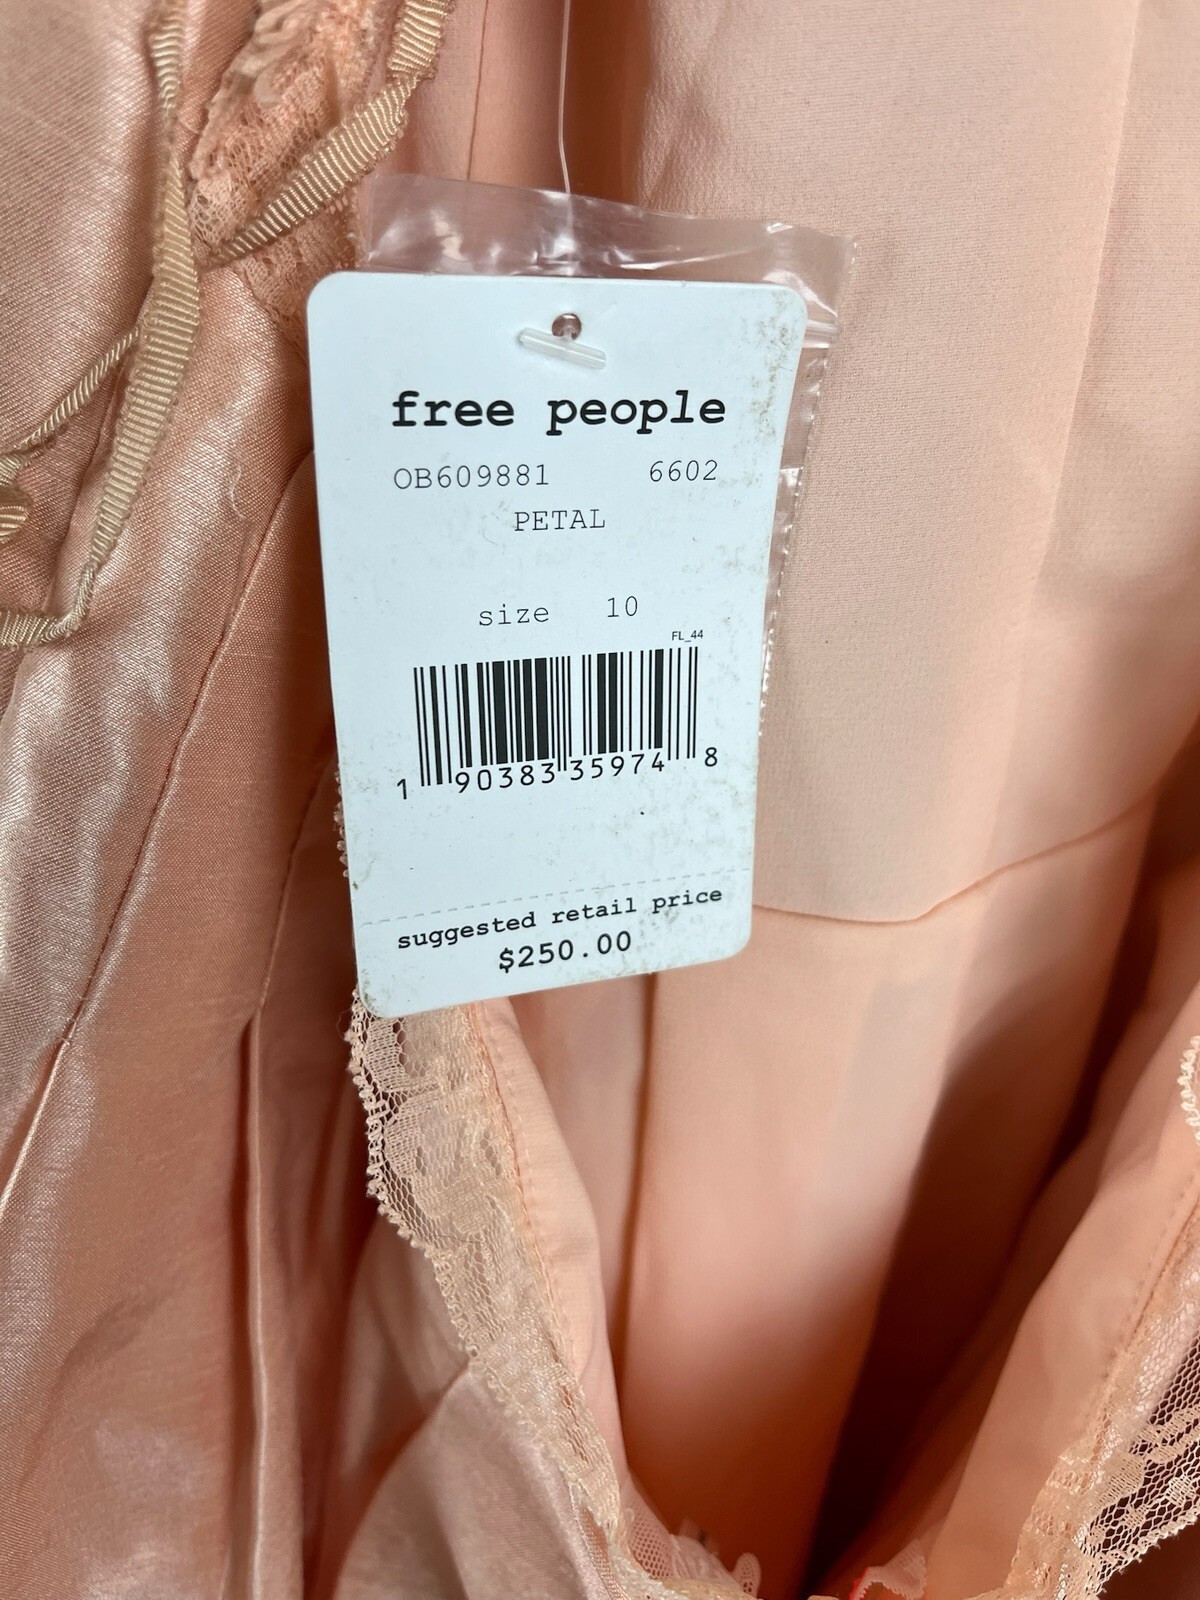 free people
OB609881 6602
PETAL
size 10
FL_44
1 90383 35974 8
suggested retail price
$250.00